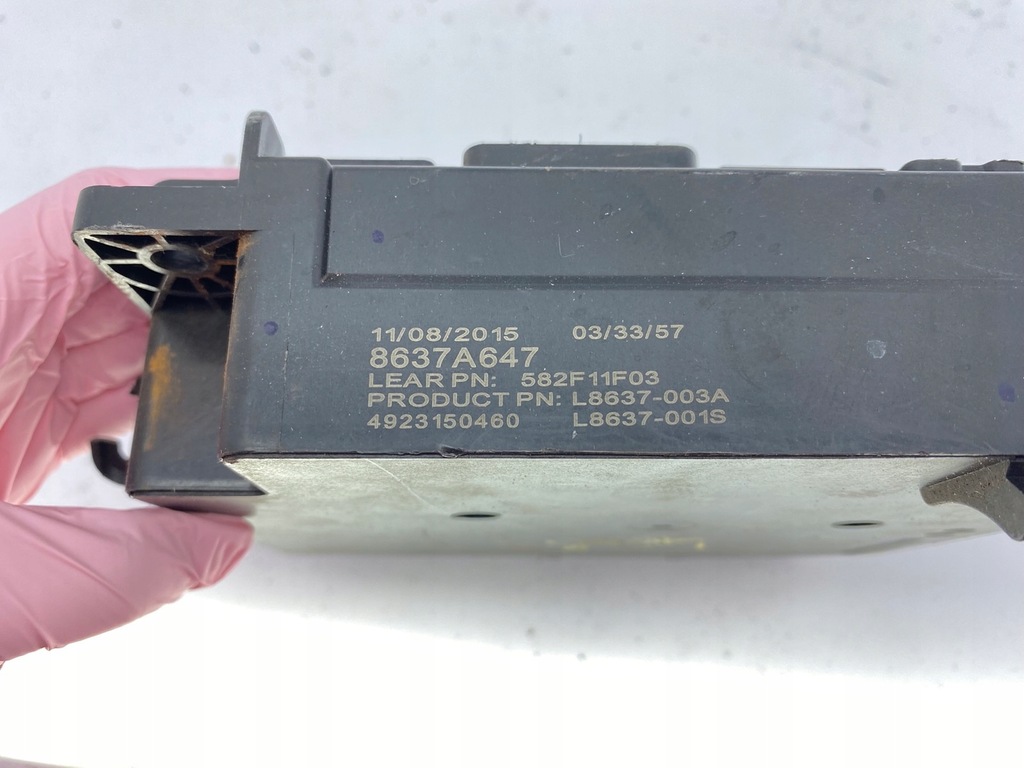 11/08/2015 03/33/57
8637A647
LEAR PN: 582F11F03
PRODUCT PN: L8637-003A
4923150460 L8637-001S